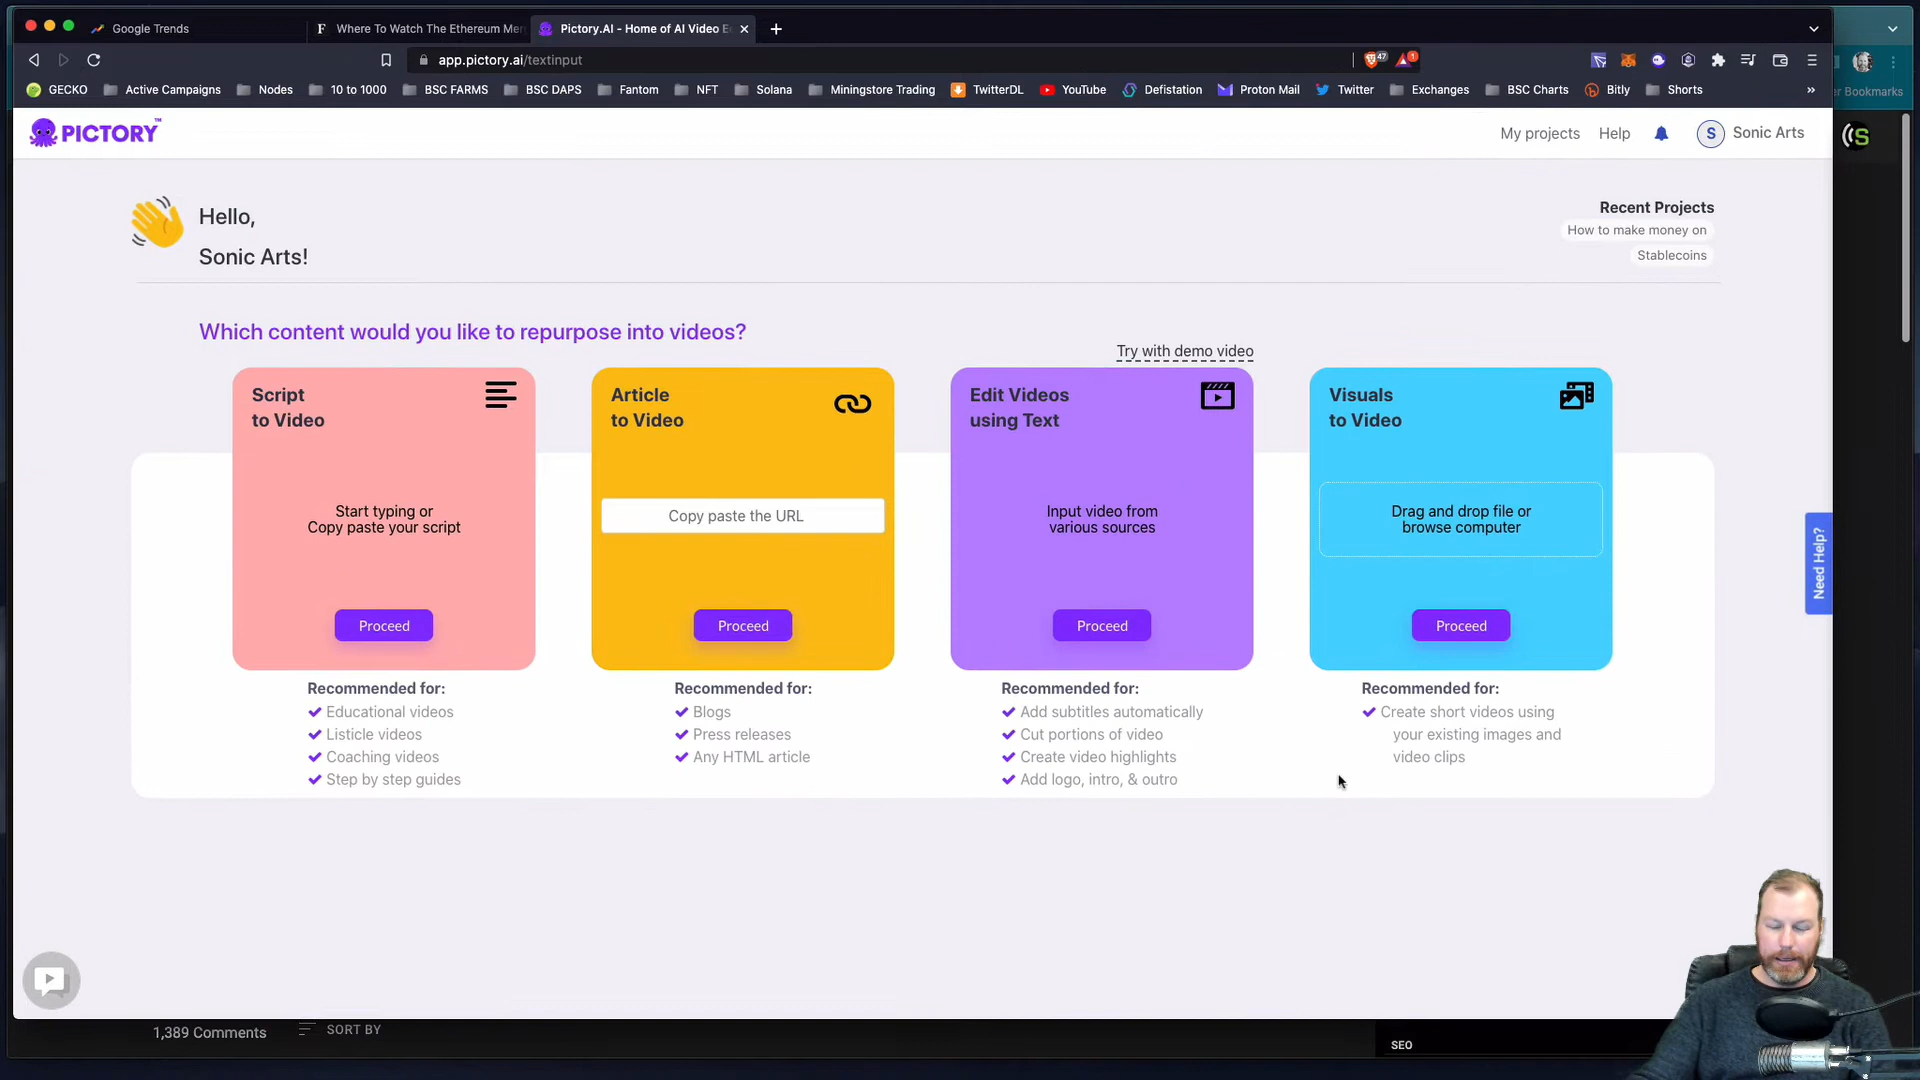 Google Trends
Where To Watch The Ethereum Mer
Pictory.AI - Home of AI Video E
app.pictory.ai/textinput
47
1
GECKO
Active Campaigns
Nodes
10 to 1000
BSC FARMS
BSC DAPS
Fantom
NFT
Solana
Miningstore Trading
TwitterDL
YouTube
Defistation
Proton Mail
Twitter
Exchanges
BSC Charts
Bitly
Shorts
»
er Bookmarks
PICTORY™
My projects
Help
S
Sonic Arts
S
Hello,
Sonic Arts!
Recent Projects
How to make money on
Stablecoins
Which content would you like to repurpose into videos?
Try with demo video
Script
to Video
Start typing or
Copy paste your script
Proceed
Recommended for:
Educational videos
Listicle videos
Coaching videos
Step by step guides
Article
to Video
Copy paste the URL
Proceed
Recommended for:
Blogs
Press releases
Any HTML article
Edit Videos
using Text
Input video from
various sources
Proceed
Recommended for:
Add subtitles automatically
Cut portions of video
Create video highlights
Add logo, intro, & outro
Visuals
to Video
Drag and drop file or
browse computer
Proceed
Recommended for:
Create short videos using
your existing images and
video clips
Need Help?
1,389 Comments
SORT BY
SEO